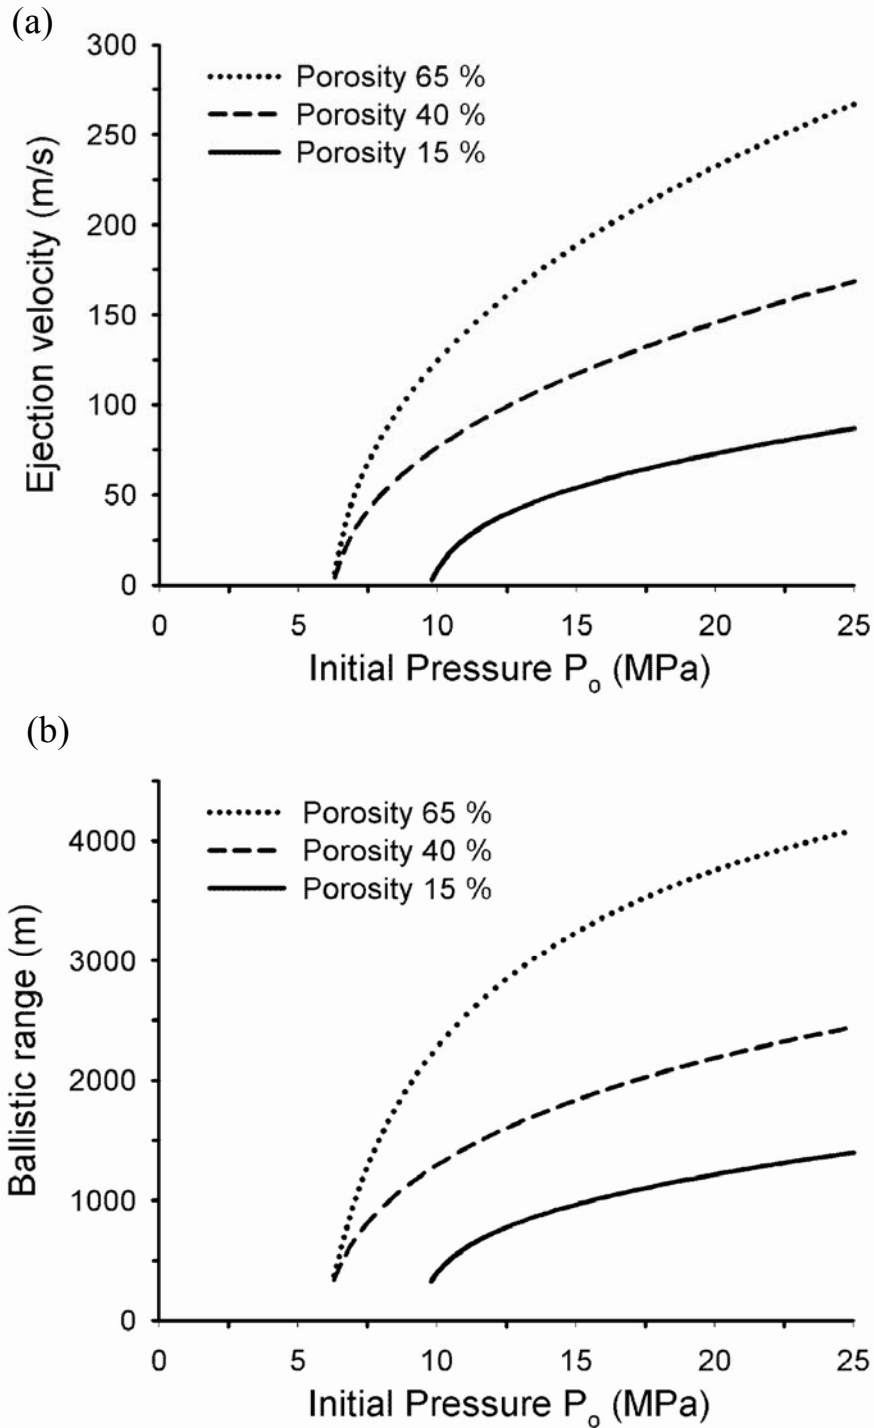 (a)
300
250
200
150
100
50
0
Ejection velocity (m/s)
Porosity 65 %
Porosity 40 %
Porosity 15 %
0 5 10 15 20 25
Initial Pressure Po (MPa)
(b)
4000
3000
2000
1000
0
Ballistic range (m)
Porosity 65 %
Porosity 40 %
Porosity 15 %
0 5 10 15 20 25
Initial Pressure Po (MPa)